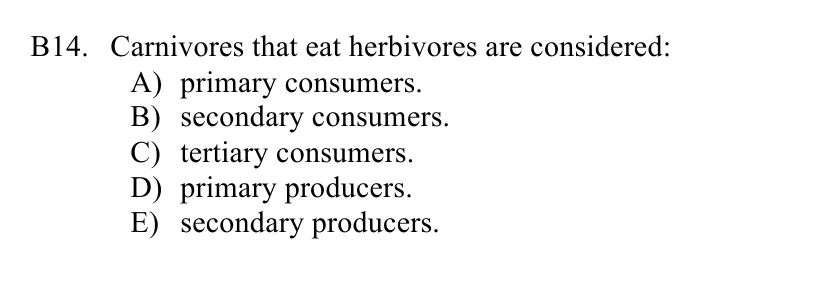 B14. Carnivores that eat herbivores are considered:
A) primary consumers.
B) secondary consumers.
C) tertiary consumers.
D) primary producers.
E) secondary producers.